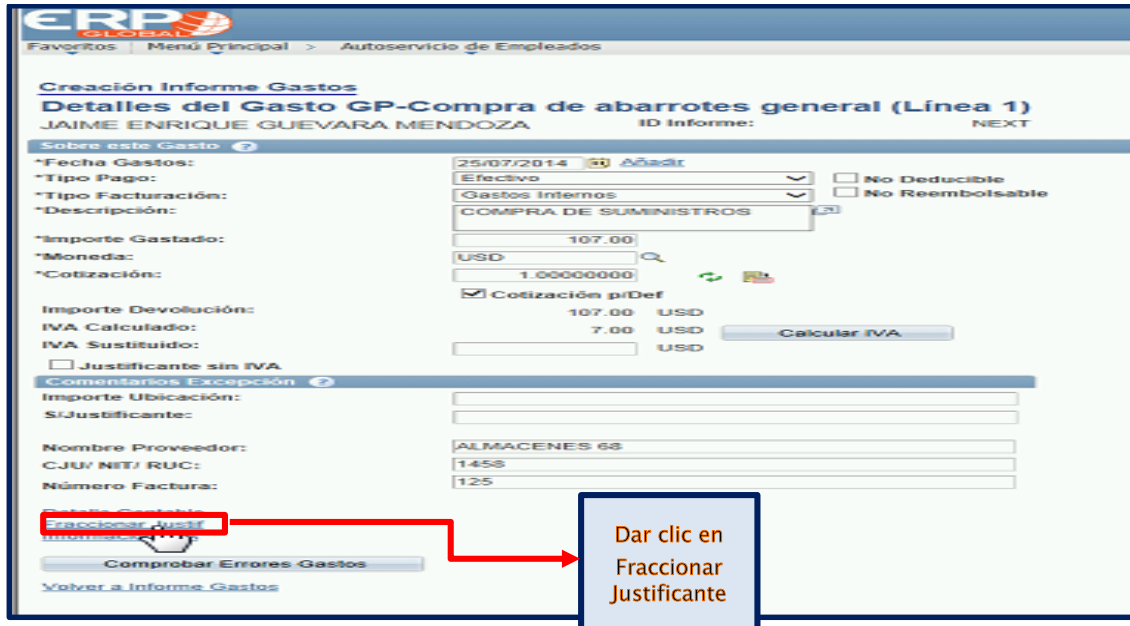 ERP
GLOBAL
Favoritos Menú Principal > Autoservicio de Empleados
Creación Informe Gastos
Detalles del Gasto GP-Compra de abarrotes general (Línea 1)
JAIME ENRIQUE GUEVARA MENDOZA ID Informe: NEXT
Sobre este Gasto ?
*Fecha Gastos: 25/07/2014 Añadir
*Tipo Pago: Efectivo No Deducible
*Tipo Facturación: Gastos Internos No Reembolsable
*Descripción: COMPRA DE SUMINISTROS
*Importe Gastado: 107.00
*Moneda: USD
*Cotización: 1.00000000
Cotización p/Def
Importe Devolución: 107.00 USD
IVA Calculado: 7.00 USD Calcular IVA
IVA Sustituido: USD
Justificante sin IVA
Comentarios Excepción ?
Importe Ubicación:
S/Justificante:
Nombre Proveedor: ALMACENES 68
CJU/ NIT/ RUC: 1458
Número Factura: 125
Detalle Contable
Fraccionar Justif
Comprobar Errores Gastos
Volver a Informe Gastos
Dar clic en
Fraccionar
Justificante